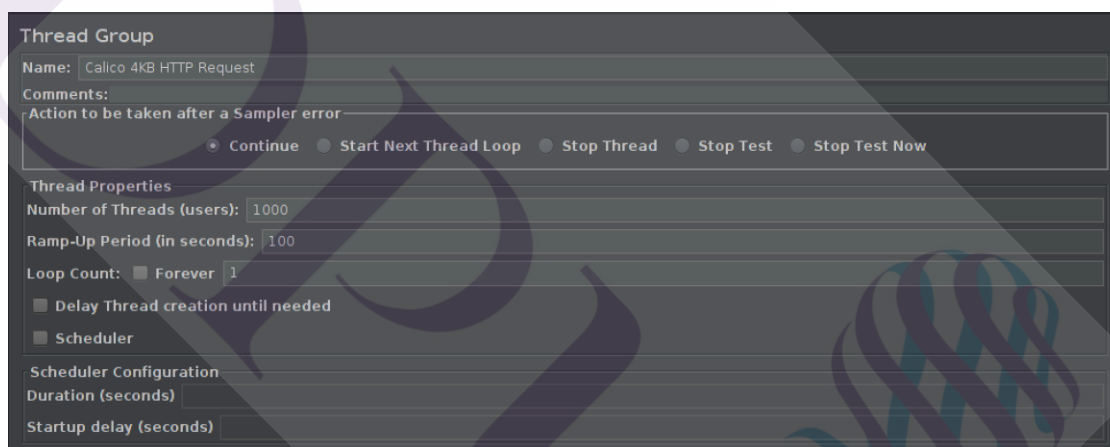 Thread Group
Name: Calico 4KB HTTP Request
Comments:
Action to be taken after a Sampler error
Continue Start Next Thread Loop Stop Thread Stop Test Stop Test Now
Thread Properties
Number of Threads (users): 1000
Ramp-Up Period (in seconds): 100
Loop Count: Forever 1
Delay Thread creation until needed
Scheduler
Scheduler Configuration
Duration (seconds)
Startup delay (seconds)